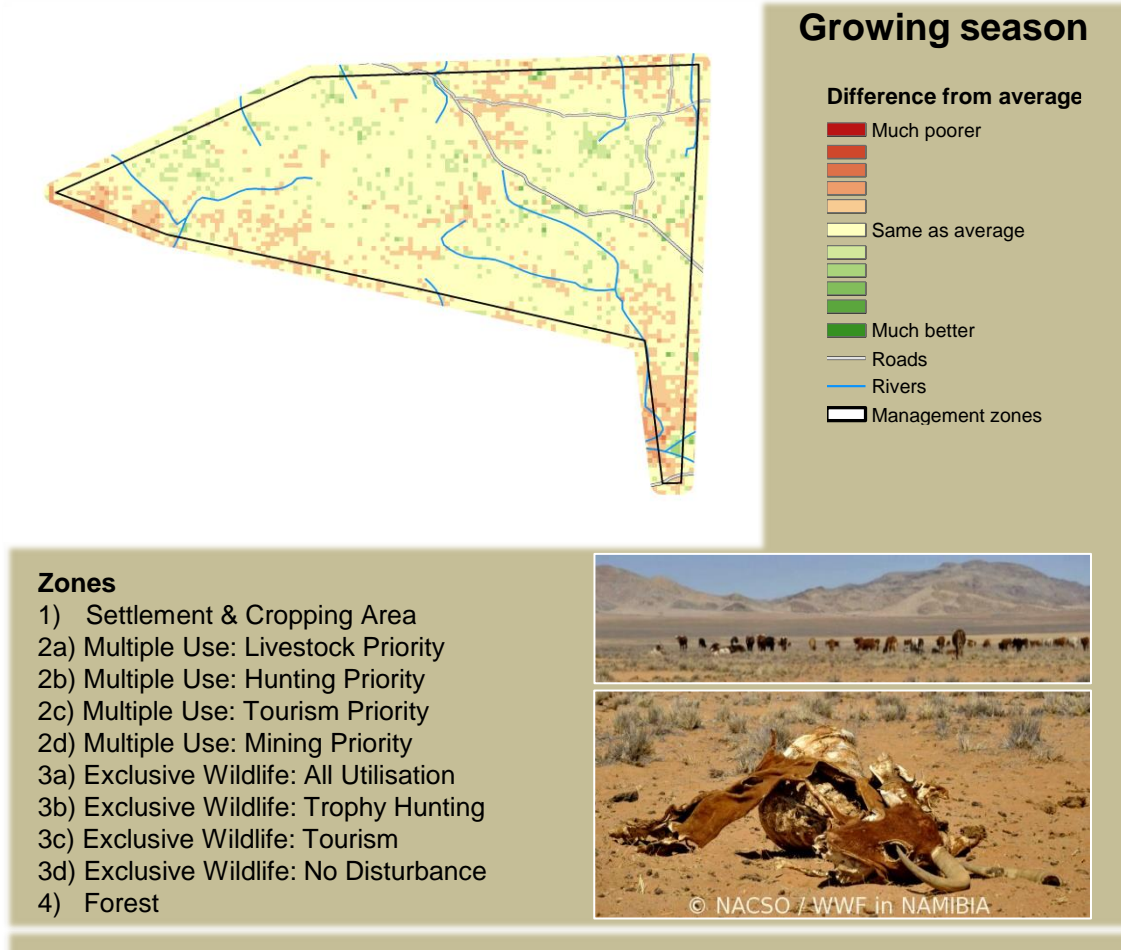 Growing season
Difference from average
Much poorer
Same as average
Much better
Roads
Rivers
Management zones
Zones
1) Settlement & Cropping Area
2a) Multiple Use: Livestock Priority
2b) Multiple Use: Hunting Priority
2c) Multiple Use: Tourism Priority
2d) Multiple Use: Mining Priority
3a) Exclusive Wildlife: All Utilisation
3b) Exclusive Wildlife: Trophy Hunting
3c) Exclusive Wildlife: Tourism
3d) Exclusive Wildlife: No Disturbance
4) Forest
© NACSO / WWF in NAMIBIA